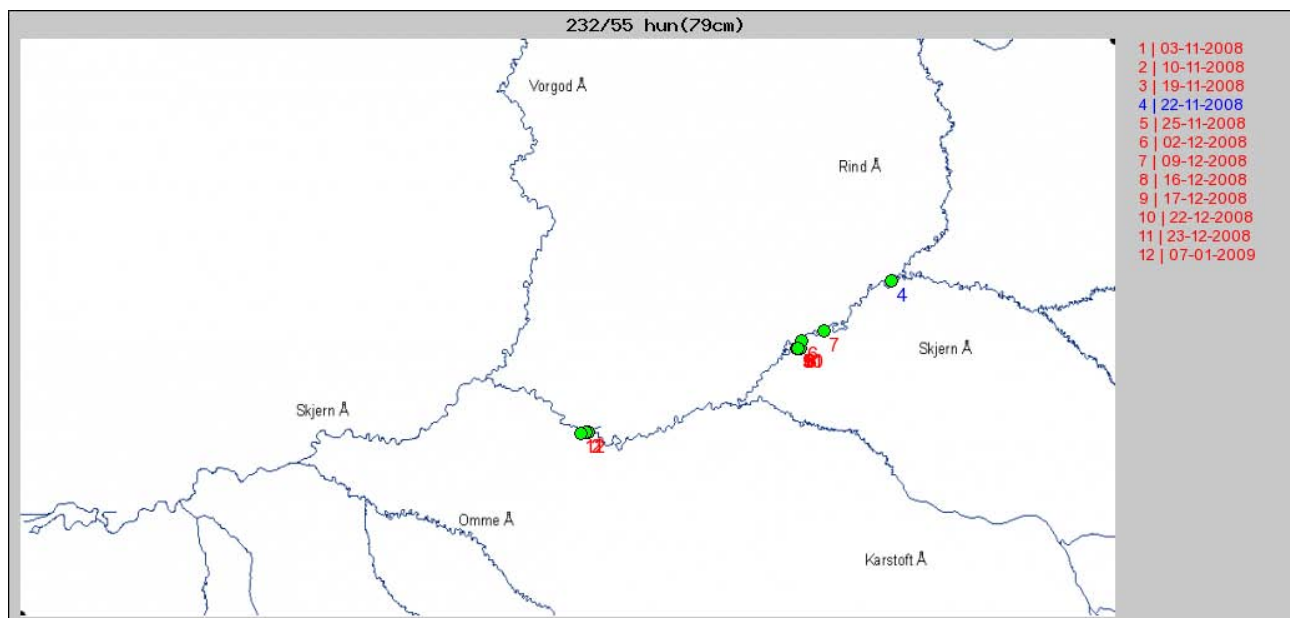 232/55 hun(79cm)
1 | 03-11-2008
2 | 10-11-2008
3 | 19-11-2008
4 | 22-11-2008
5 | 25-11-2008
6 | 02-12-2008
7 | 09-12-2008
8 | 16-12-2008
9 | 17-12-2008
10 | 22-12-2008
11 | 23-12-2008
12 | 07-01-2009
Vorgod Å
Rind Å
4
7
6
Skjern Å
Skjern Å
Omme Å
Karstoft Å